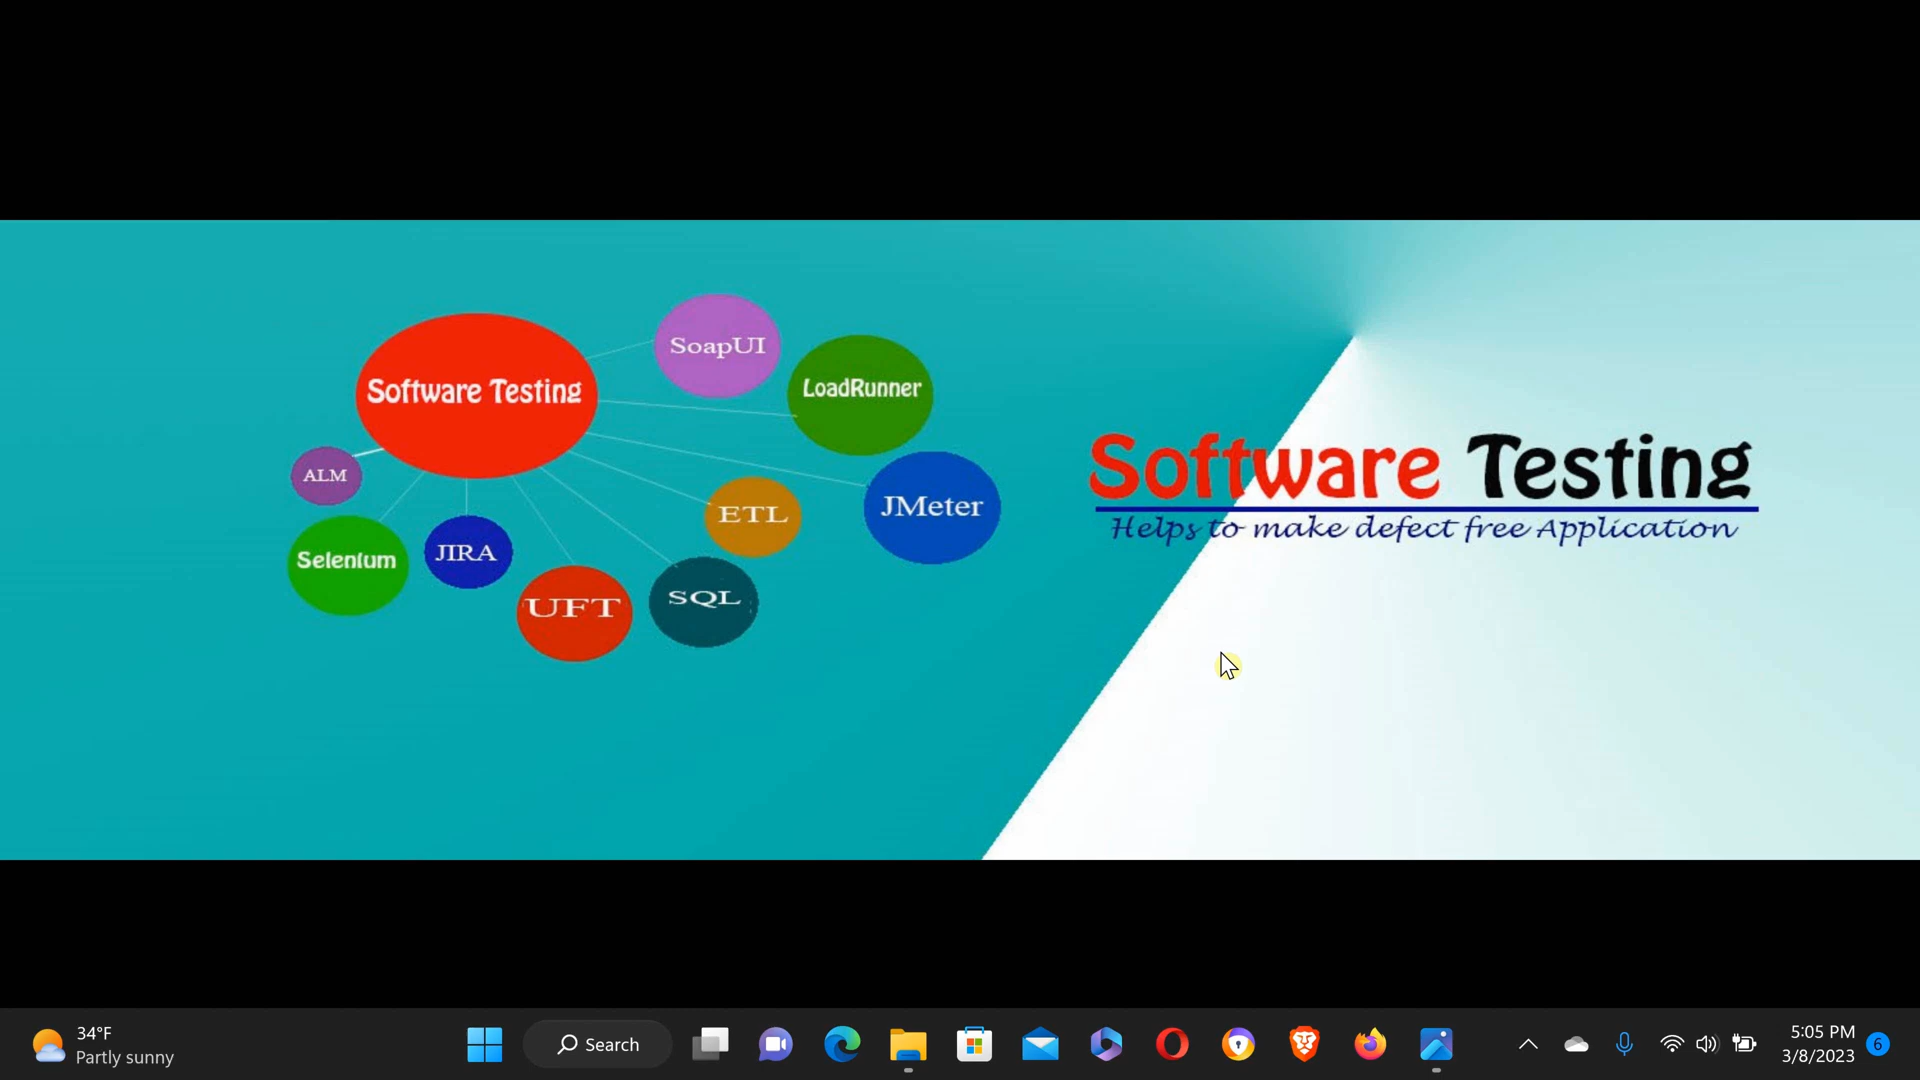 SoapUI
Software Testing
LoadRunner
ALM
JMeter
ETL
Selenium
JIRA
UFT
SQL
Software Testing
Helps to make defect free Application
34°F
Partly sunny
Search
5:05 PM
3/8/2023
6